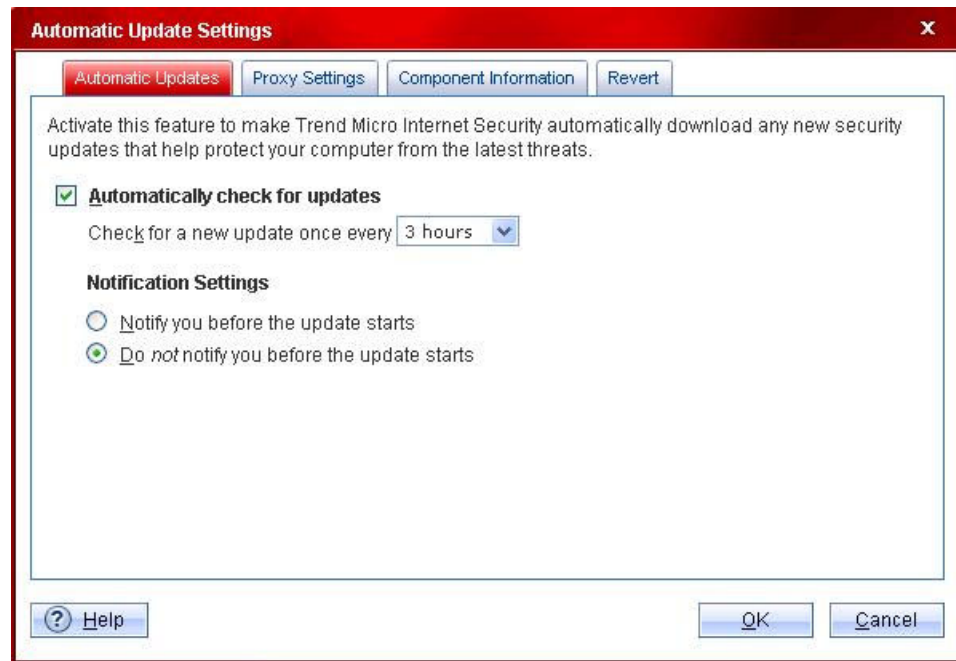 Automatic Update Settings x
Automatic Updates Proxy Settings Component Information Revert
Activate this feature to make Trend Micro Internet Security automatically download any new security
updates that help protect your computer from the latest threats.
Automatically check for updates
Check for a new update once every 3 hours
Notification Settings
Notify you before the update starts
Do not notify you before the update starts
? Help OK Cancel